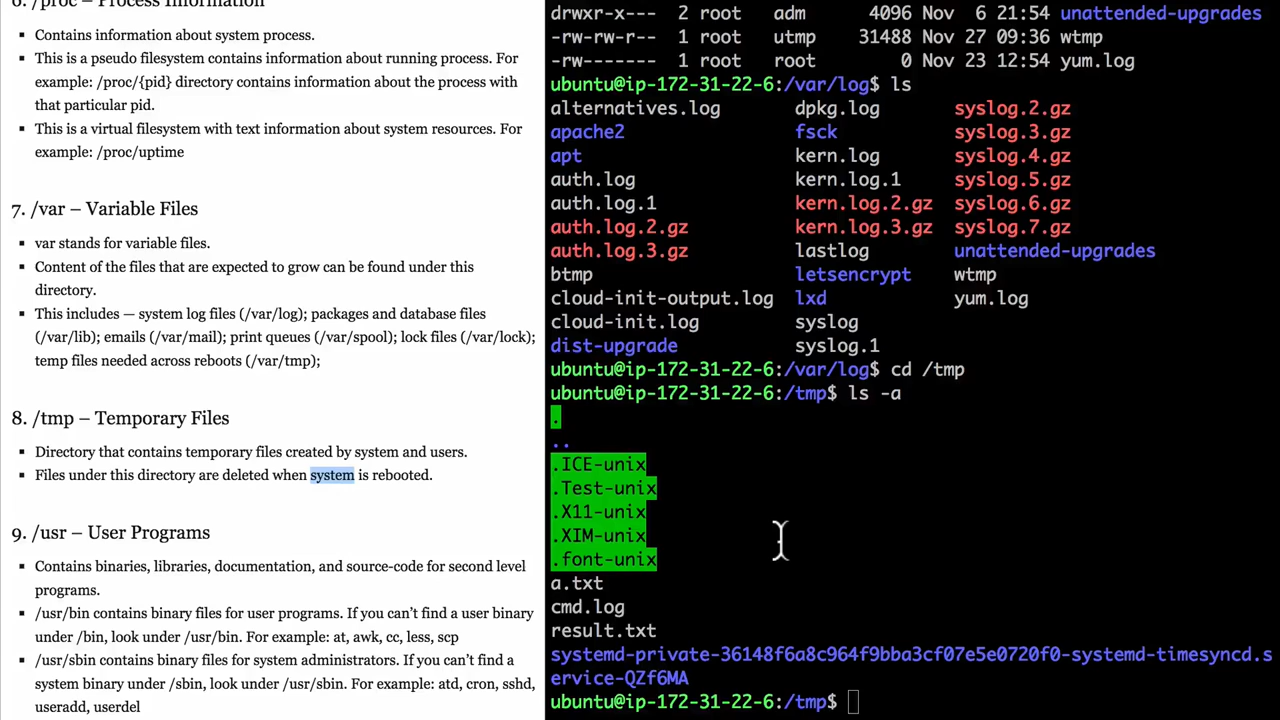 6. /proc – Process Information
▪ Contains information about system process.
▪ This is a pseudo filesystem contains information about running process. For
example: /proc/{pid} directory contains information about the process with
that particular pid.
▪ This is a virtual filesystem with text information about system resources. For
example: /proc/uptime
7. /var – Variable Files
▪ var stands for variable files.
▪ Content of the files that are expected to grow can be found under this
directory.
▪ This includes — system log files (/var/log); packages and database files
(/var/lib); emails (/var/mail); print queues (/var/spool); lock files (/var/lock);
temp files needed across reboots (/var/tmp);
8. /tmp – Temporary Files
▪ Directory that contains temporary files created by system and users.
▪ Files under this directory are deleted when system is rebooted.
9. /usr – User Programs
▪ Contains binaries, libraries, documentation, and source-code for second level
programs.
▪ /usr/bin contains binary files for user programs. If you can’t find a user binary
under /bin, look under /usr/bin. For example: at, awk, cc, less, scp
▪ /usr/sbin contains binary files for system administrators. If you can’t find a
system binary under /sbin, look under /usr/sbin. For example: atd, cron, sshd,
useradd, userdel
drwxr-x--- 2 root adm 4096 Nov 6 21:54 unattended-upgrades
-rw-rw-r-- 1 root utmp 31488 Nov 27 09:36 wtmp
-rw------- 1 root root 0 Nov 23 12:54 yum.log
ubuntu@ip-172-31-22-6:/var/log$ ls
alternatives.log dpkg.log syslog.2.gz
apache2 fsck syslog.3.gz
apt kern.log syslog.4.gz
auth.log kern.log.1 syslog.5.gz
auth.log.1 kern.log.2.gz syslog.6.gz
auth.log.2.gz kern.log.3.gz syslog.7.gz
auth.log.3.gz lastlog unattended-upgrades
btmp letsencrypt wtmp
cloud-init-output.log lxd yum.log
cloud-init.log syslog
dist-upgrade syslog.1
ubuntu@ip-172-31-22-6:/var/log$ cd /tmp
ubuntu@ip-172-31-22-6:/tmp$ ls -a
.
..
.ICE-unix
.Test-unix
.X11-unix
.XIM-unix
.font-unix
a.txt
cmd.log
result.txt
systemd-private-36148f6a8c964f9bba3cf07e5e0720f0-systemd-timesyncd.s
ervice-QZf6MA
ubuntu@ip-172-31-22-6:/tmp$